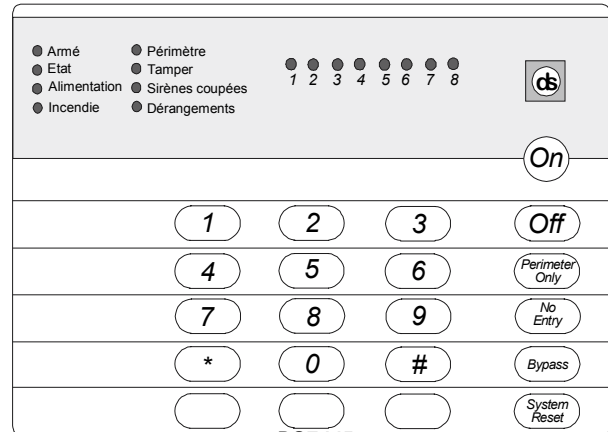 Armé
Périmètre
Etat
Tamper
Alimentation
Sirènes coupées
Incendie
Dérangements
1 2 3 4 5 6 7 8
ds
On
1 2 3 Off
4 5 6 Perimeter
Only
7 8 9 No
Entry
* 0 # Bypass
System
Reset